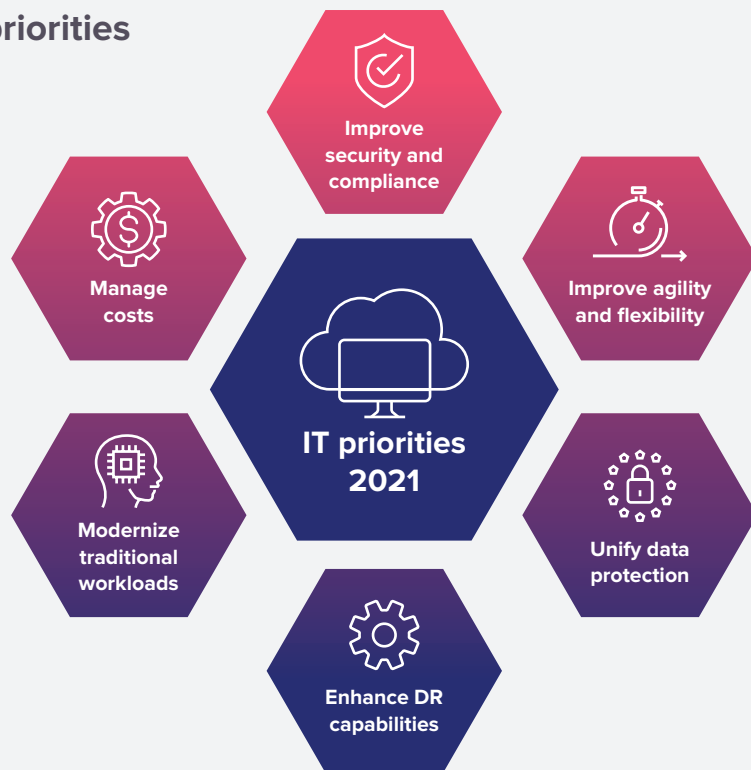 priorities
Improve
security and
compliance
Manage
costs
Improve agility
and flexibility
IT priorities
2021
Modernize
traditional
workloads
Unify data
protection
Enhance DR
capabilities